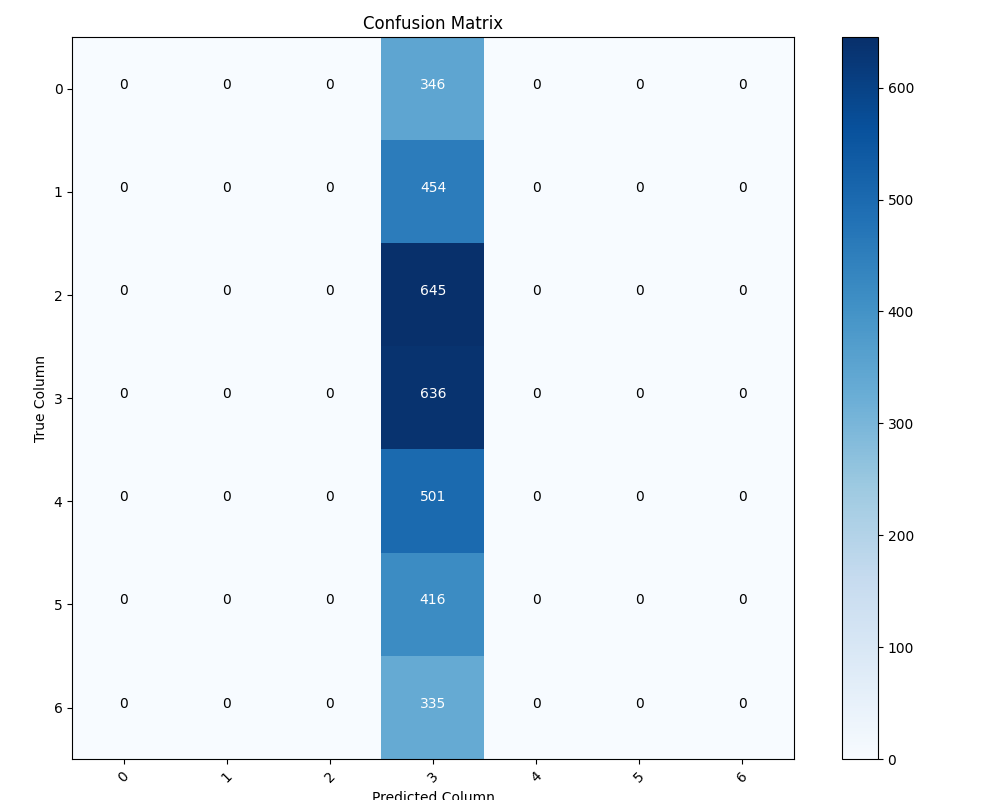 Confusion Matrix
0 0 0 0 346 0 0 0
1 0 0 0 454 0 0 0
2 0 0 0 645 0 0 0
3 0 0 0 636 0 0 0
4 0 0 0 501 0 0 0
5 0 0 0 416 0 0 0
6 0 0 0 335 0 0 0
0 1 2 3 4 5 6
True Column
Predicted Column
600
500
400
300
200
100
0